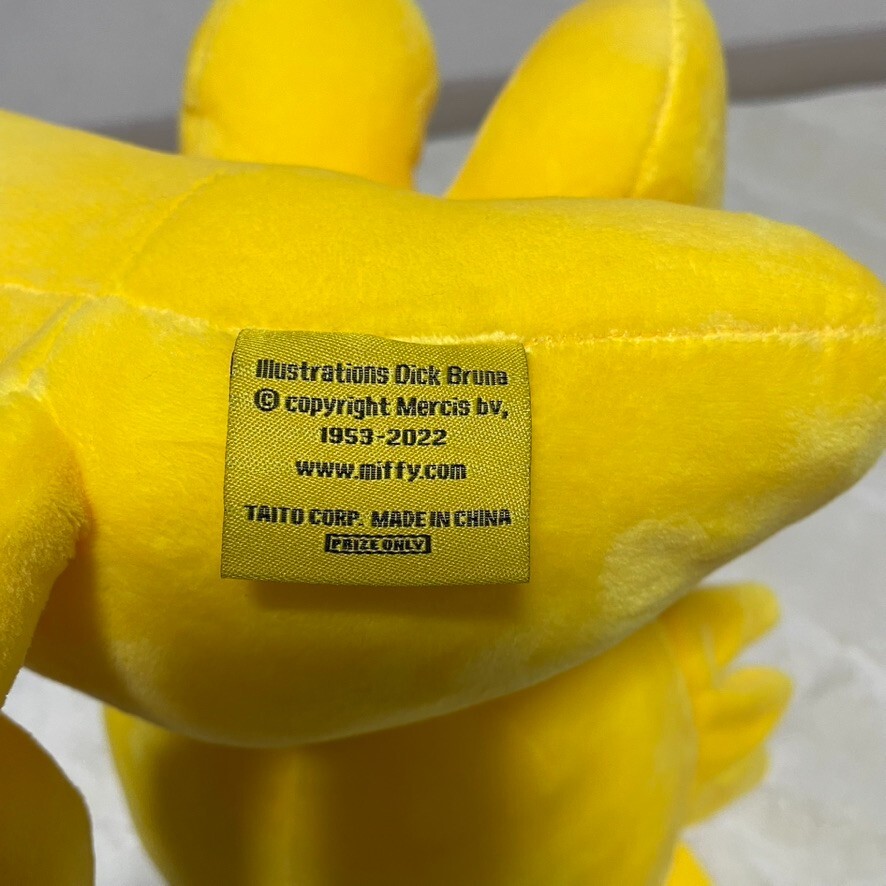 Illustrations Dick Bruna
© copyright Mercis bv,
1953-2022
www.miffy.com
TAITO CORP. MADE IN CHINA
PRIZE ONLY